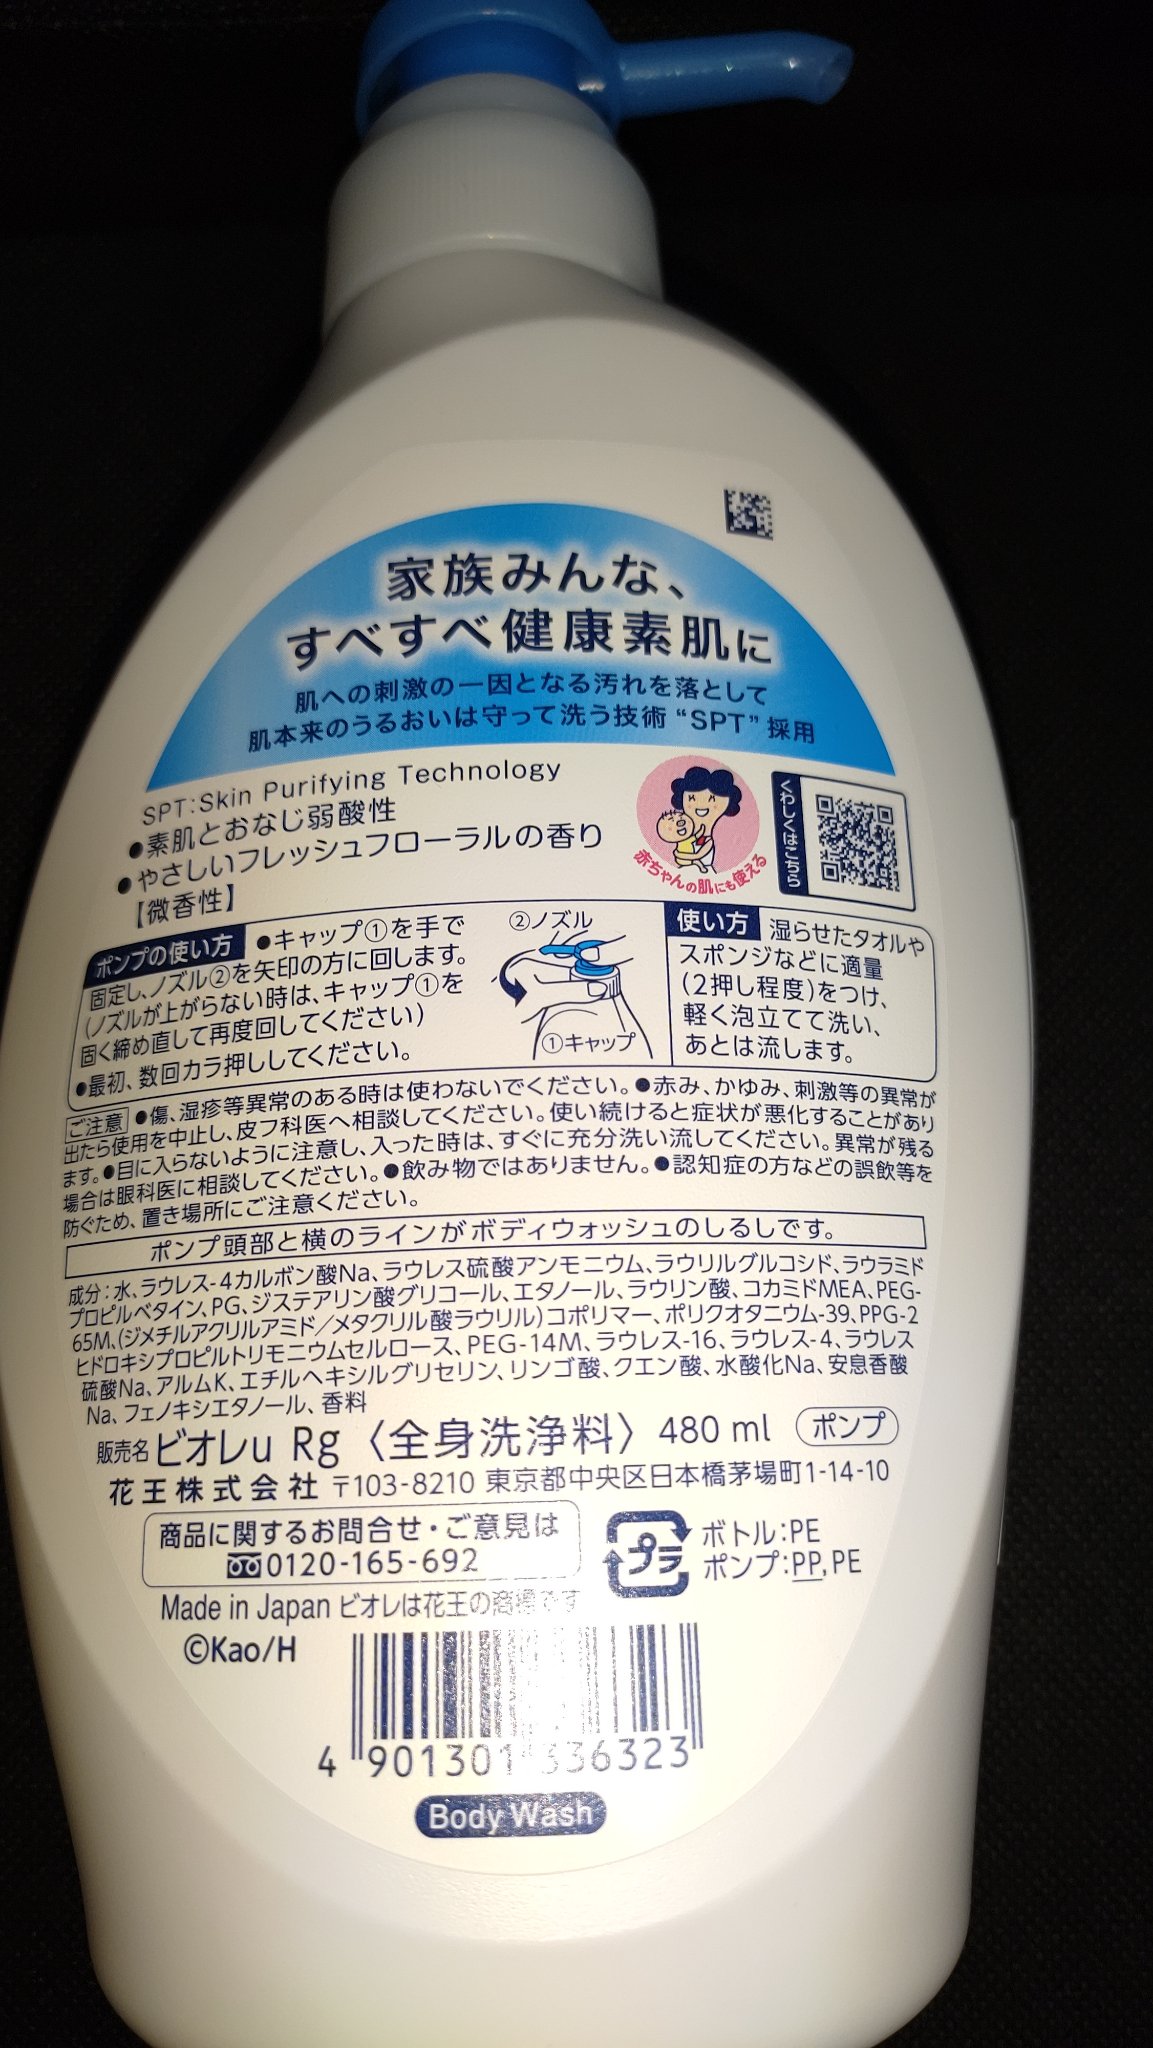 家族みんな、
すべすべ健康素肌に
肌への刺激の一因となる汚れを落として
肌本来のうるおいは守って洗う技術“SPT”採用
SPT:Skin Purifying Technology
●素肌とおなじ弱酸性
●やさしいフレッシュフローラルの香り
【微香性】
赤ちゃんの肌にも使える
くわしくはこちら
ポンプの使い方 ●キャップ①を手で
固定し、ノズル②を矢印の方に回します。
(ノズルが上がらない時は、キャップ①を
固く締め直して再度回してください)
●最初、数回カラ押ししてください。
②ノズル
①キャップ
使い方 湿らせたタオルや
スポンジなどに適量
(2押し程度)をつけ、
軽く泡立てて洗い、
あとは流します。
ご注意 ●傷、湿疹等異常のある時は使わないでください。●赤み、かゆみ、刺激等の異常が
出たら使用を中止し、皮フ科医へ相談してください。使い続けると症状が悪化することがあり
ます。●目に入らないように注意し、入った時は、すぐに充分洗い流してください。異常が残る
場合は眼科医に相談してください。●飲み物ではありません。●認知症の方などの誤飲等を
防ぐため、置き場所にご注意ください。
ポンプ頭部と横のラインがボディウォッシュのしるしです。
成分:水、ラウレス-4カルボン酸Na、ラウレス硫酸アンモニウム、ラウリルグルコシド、ラウラミド
プロピルベタイン、PG、ジステアリン酸グリコール、エタノール、ラウリン酸、コカミドMEA、PEG-
65M、(ジメチルアクリルアミド/メタクリル酸ラウリル)コポリマー、ポリクオタニウム-39、PPG-2
ヒドロキシプロピルトリモニウムセルロース、PEG-14M、ラウレス-16、ラウレス-4、ラウレス
硫酸Na、アルムK、エチルヘキシルグリセリン、リンゴ酸、クエン酸、水酸化Na、安息香酸
Na、フェノキシエタノール、香料
販売名 ビオレu Rg 〈全身洗浄料〉 480 ml ポンプ
花王株式会社 〒103-8210 東京都中央区日本橋茅場町1-14-10
商品に関するお問合せ・ご意見は
0120-165-692
プラ
ボトル:PE
ポンプ:PP,PE
Made in Japan ビオレは花王の商標です
©Kao/H
4 901301 336323
Body Wash